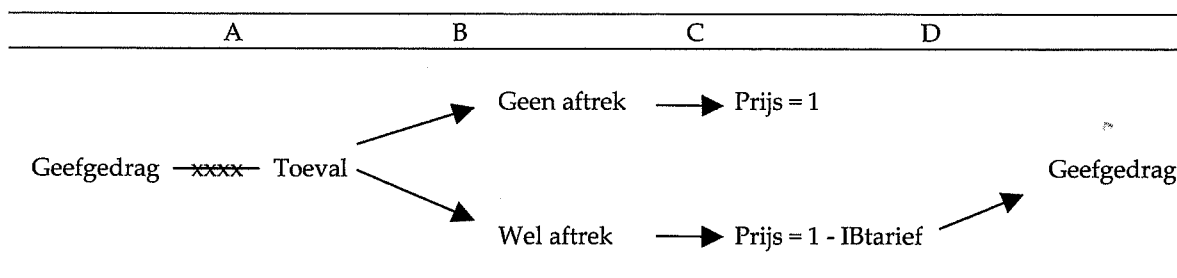 A B C D
Geen aftrek Prijs = 1
Geefgedrag xxxx Toeval Geefgedrag
Wel aftrek Prijs = 1 - IBtarief